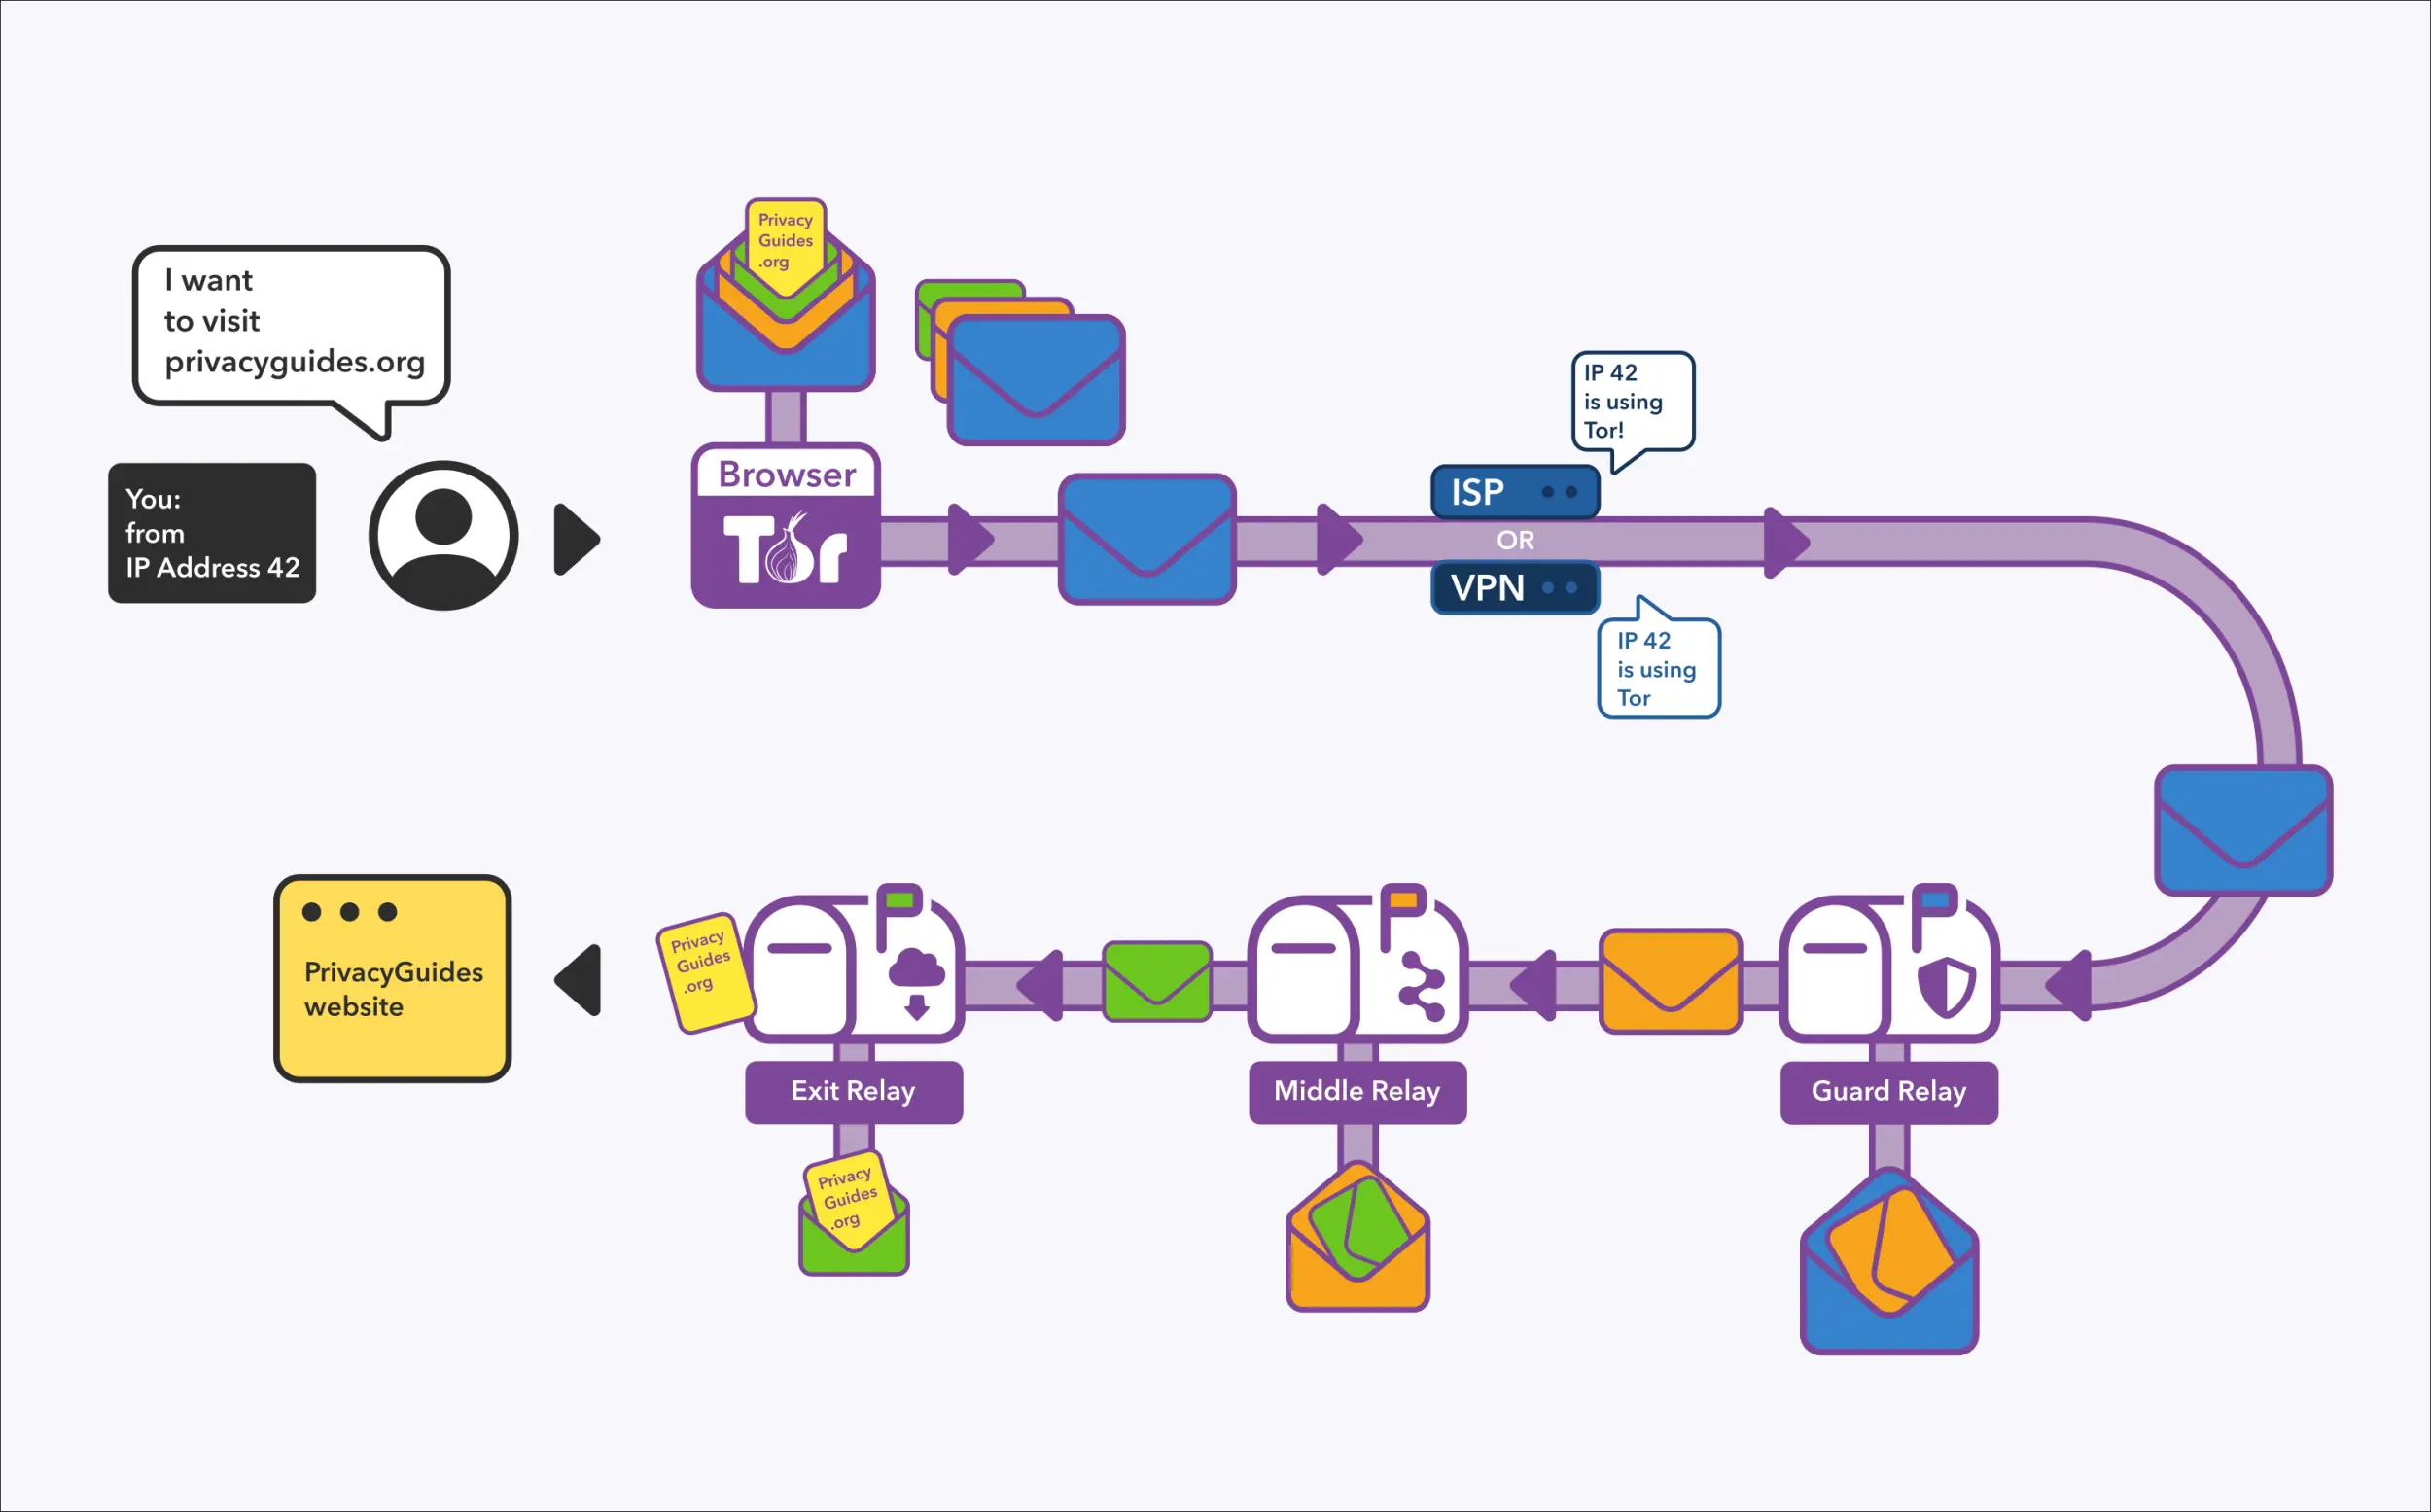 I want
to visit
privacyguides.org
You:
from
IP Address 42
Privacy
Guides
.org
Browser
Tor
ISP
OR
VPN
IP 42
is using
Tor!
IP 42
is using
Tor
PrivacyGuides
website
Privacy
Guides
.org
Exit Relay
Middle Relay
Guard Relay
Privacy
Guides
.org